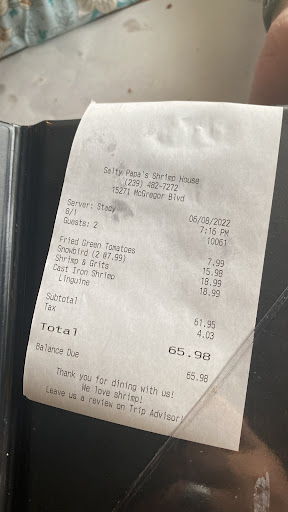 Salty Papa's Shrimp House
(239) 482-7272
15271 McGregor Blvd
Server: Stacy 06/08/2022
6/1 7:16 PM
Guests: 2 10061
Fried Green Tomatoes 7.99
Snowbird (2 @7.99) 15.98
Shrimp & Grits 18.99
Cast Iron Shrimp 18.99
Linguine
Subtotal 61.95
Tax 4.03
Total 65.98
Balance Due 65.98
Thank you for dining with us!
We love shrimp!
Leave us a review on Trip Advisor!